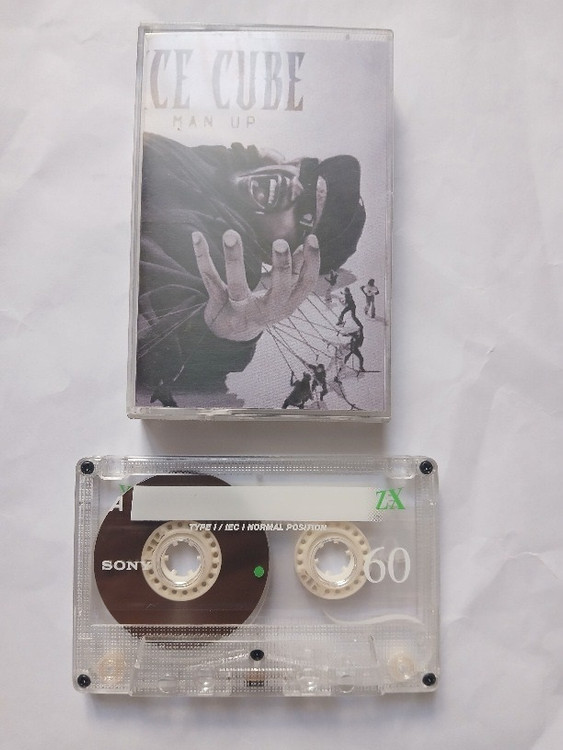 CE CUBE
MAN UP
A
ZX
TYPE I / IEC I NORMAL POSITION
SONY
60